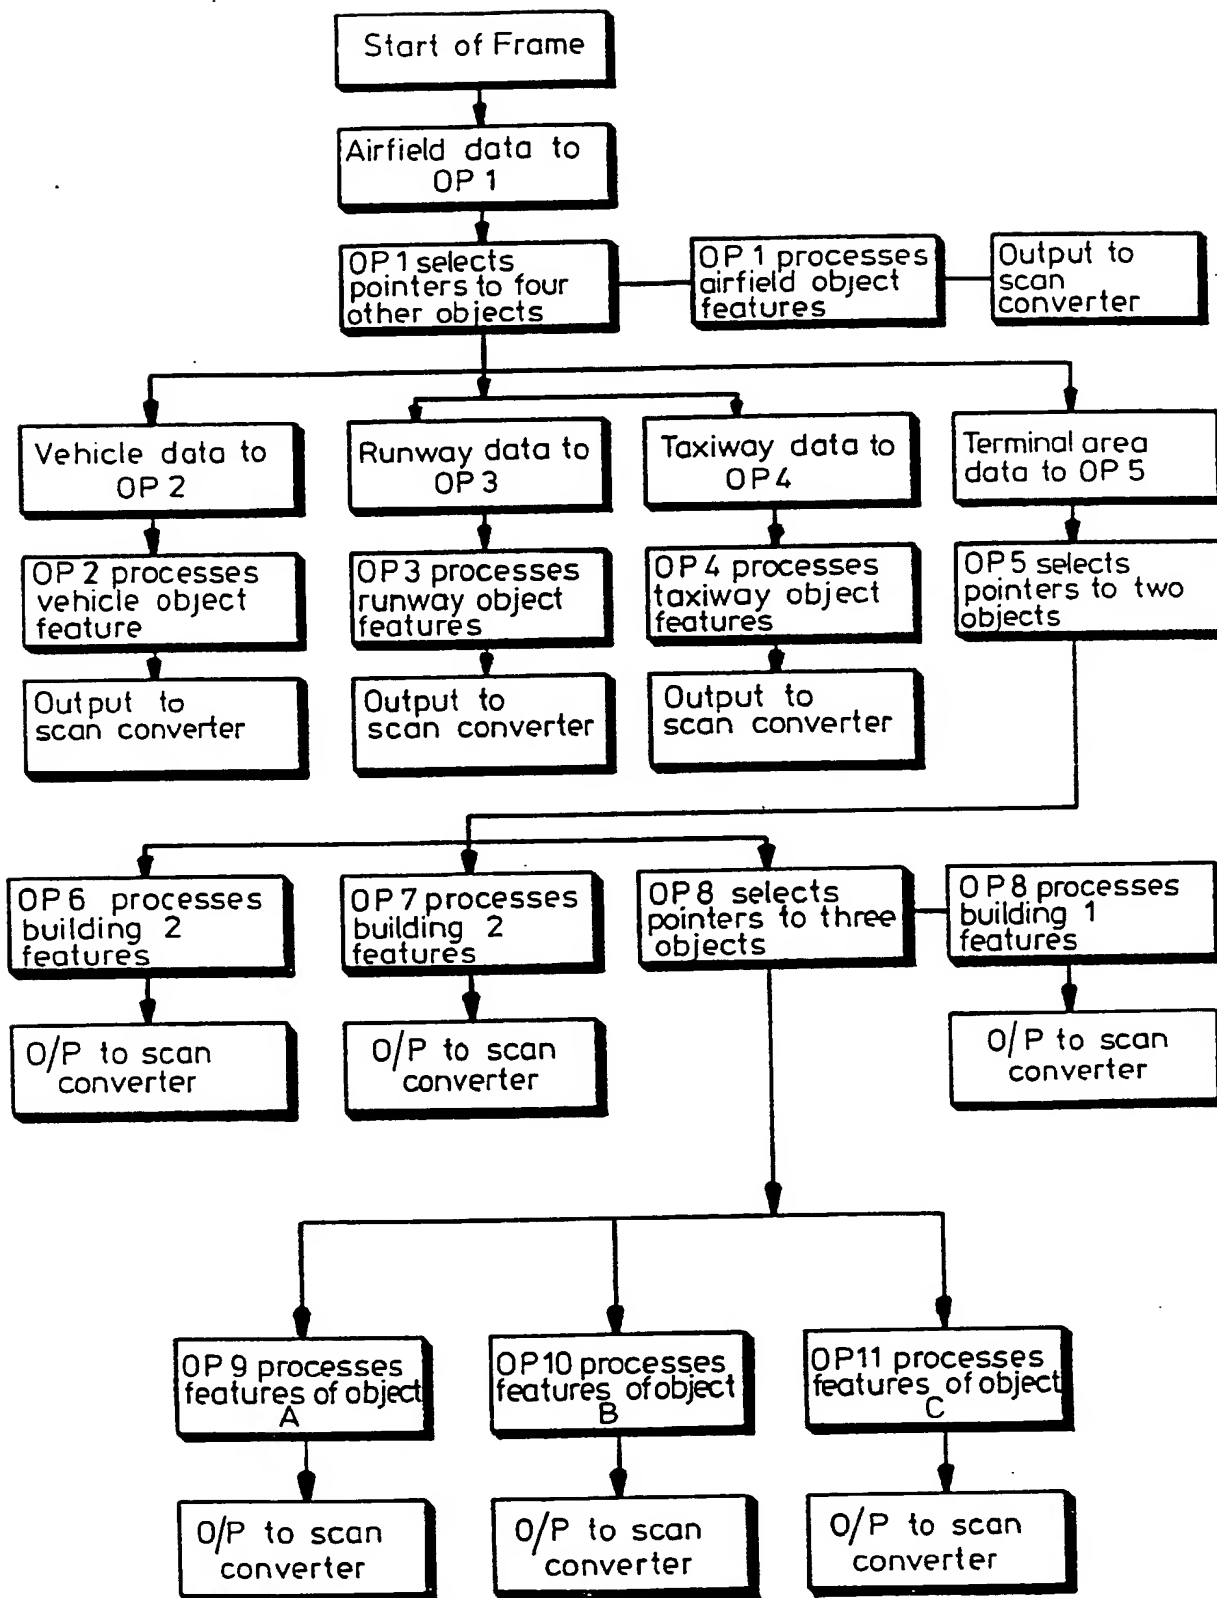 Start of Frame
Airfield data to
OP 1
OP 1 selects
pointers to four
other objects
OP 1 processes
airfield object
features
Output to
scan
converter
Vehicle data to
OP 2
Runway data to
OP 3
Taxiway data to
OP 4
Terminal area
data to OP 5
OP 2 processes
vehicle object
feature
OP 3 processes
runway object
features
OP 4 processes
taxiway object
features
OP 5 selects
pointers to two
objects
Output to
scan converter
Output to
scan converter
Output to
scan converter
OP 6 processes
building 2
features
OP 7 processes
building 2
features
OP 8 selects
pointers to three
objects
OP 8 processes
building 1
features
O/P to scan
converter
O/P to scan
converter
O/P to scan
converter
OP 9 processes
features of object
A
OP 10 processes
features of object
B
OP 11 processes
features of object
C
O/P to scan
converter
O/P to scan
converter
O/P to scan
converter